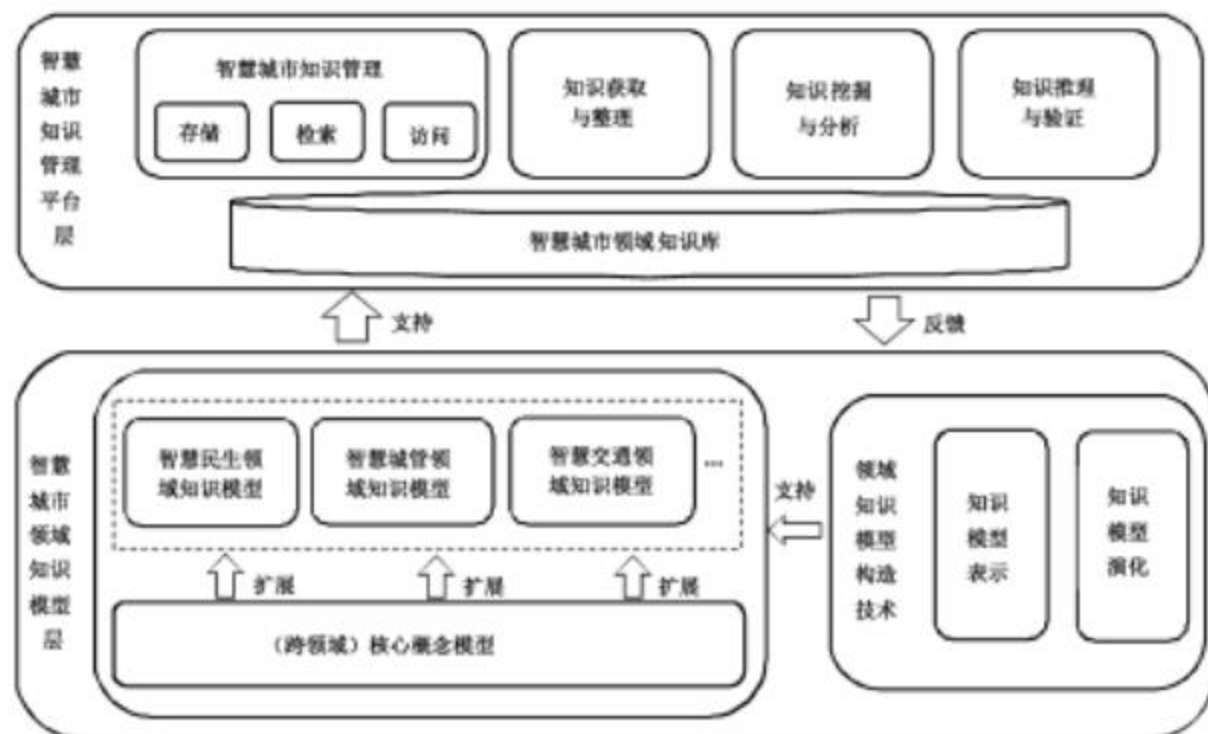 智慧
城市
知识
管理
平台
层
智慧城市知识管理
存储
检索
访问
知识获取
与整理
知识挖掘
与分析
知识推理
与验证
智慧城市领域知识库
支持
反馈
智慧
城市
领域
知识
模型
层
智慧民生领
域知识模型
智慧城管领
域知识模型
智慧交通领
域知识模型
...
扩展
扩展
扩展
（跨领域）核心概念模型
支持
领域
知识
模型
构造
技术
知识
模型
表示
知识
模型
演化